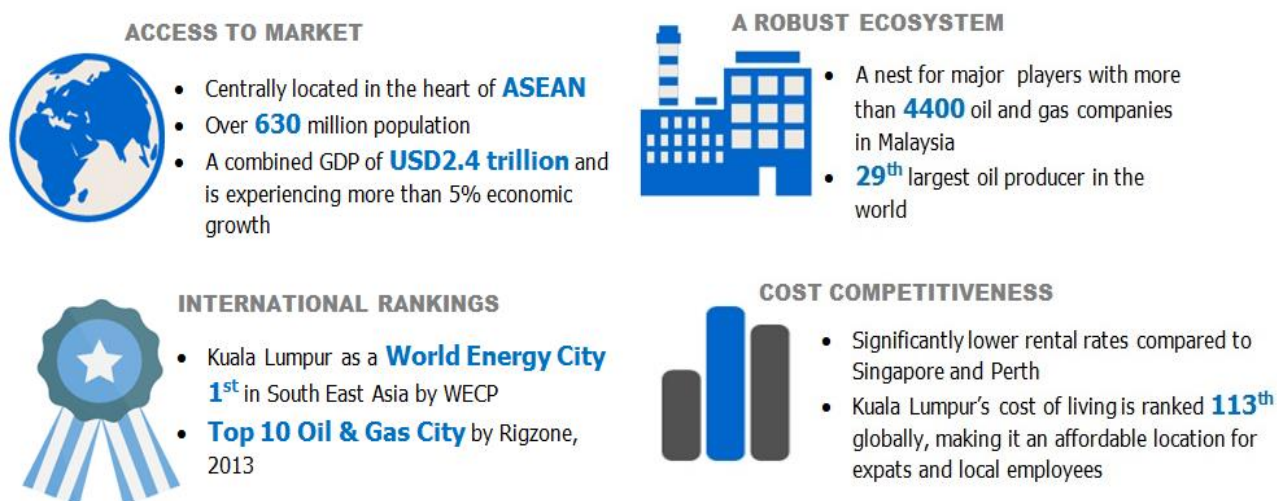 ACCESS TO MARKET
• Centrally located in the heart of ASEAN
• Over 630 million population
• A combined GDP of USD2.4 trillion and
is experiencing more than 5% economic
growth
A ROBUST ECOSYSTEM
• A nest for major players with more
than 4400 oil and gas companies
in Malaysia
• 29th largest oil producer in the
world
INTERNATIONAL RANKINGS
• Kuala Lumpur as a World Energy City
1st in South East Asia by WECP
• Top 10 Oil & Gas City by Rigzone,
2013
COST COMPETITIVENESS
• Significantly lower rental rates compared to
Singapore and Perth
• Kuala Lumpur's cost of living is ranked 113th
globally, making it an affordable location for
expats and local employees